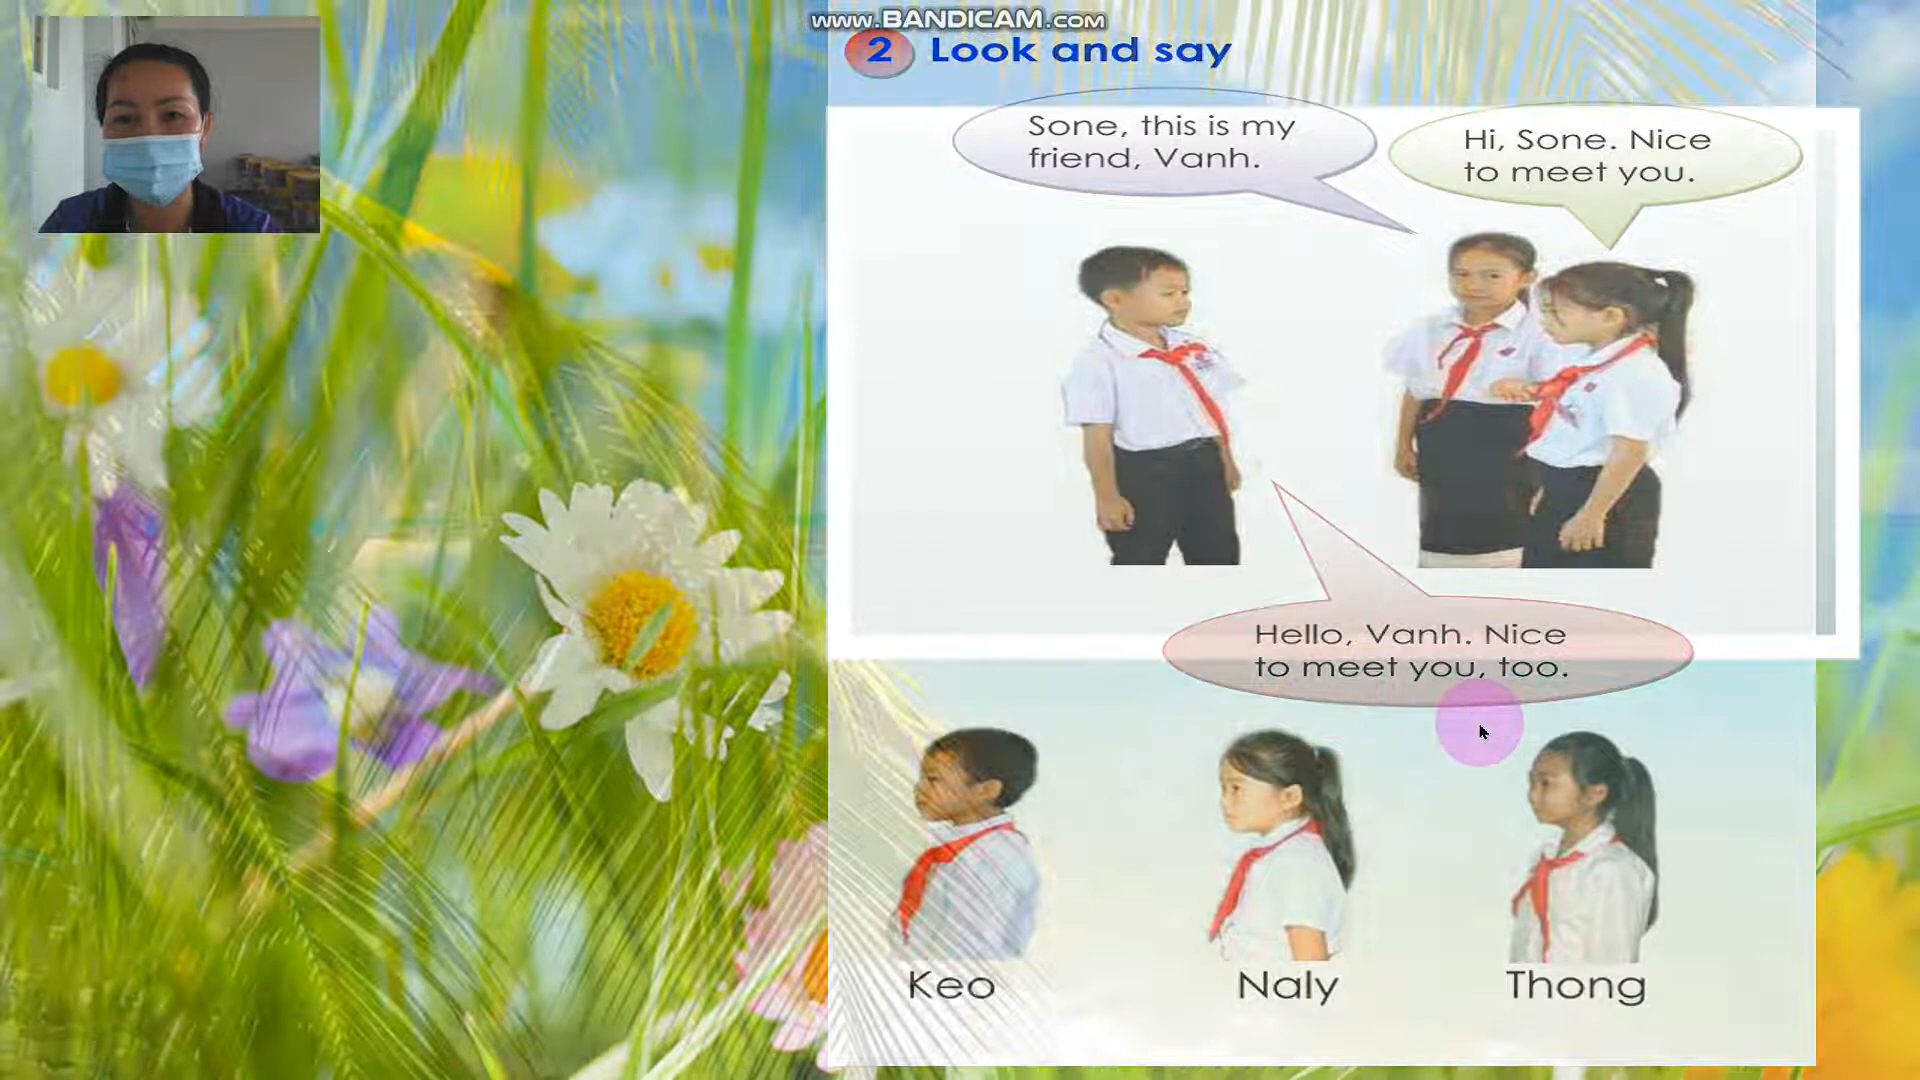 www.BANDICAM.com
2 Look and say
Sone, this is my
friend, Vanh.
Hi, Sone. Nice
to meet you.
Hello, Vanh. Nice
to meet you, too.
Keo
Naly
Thong